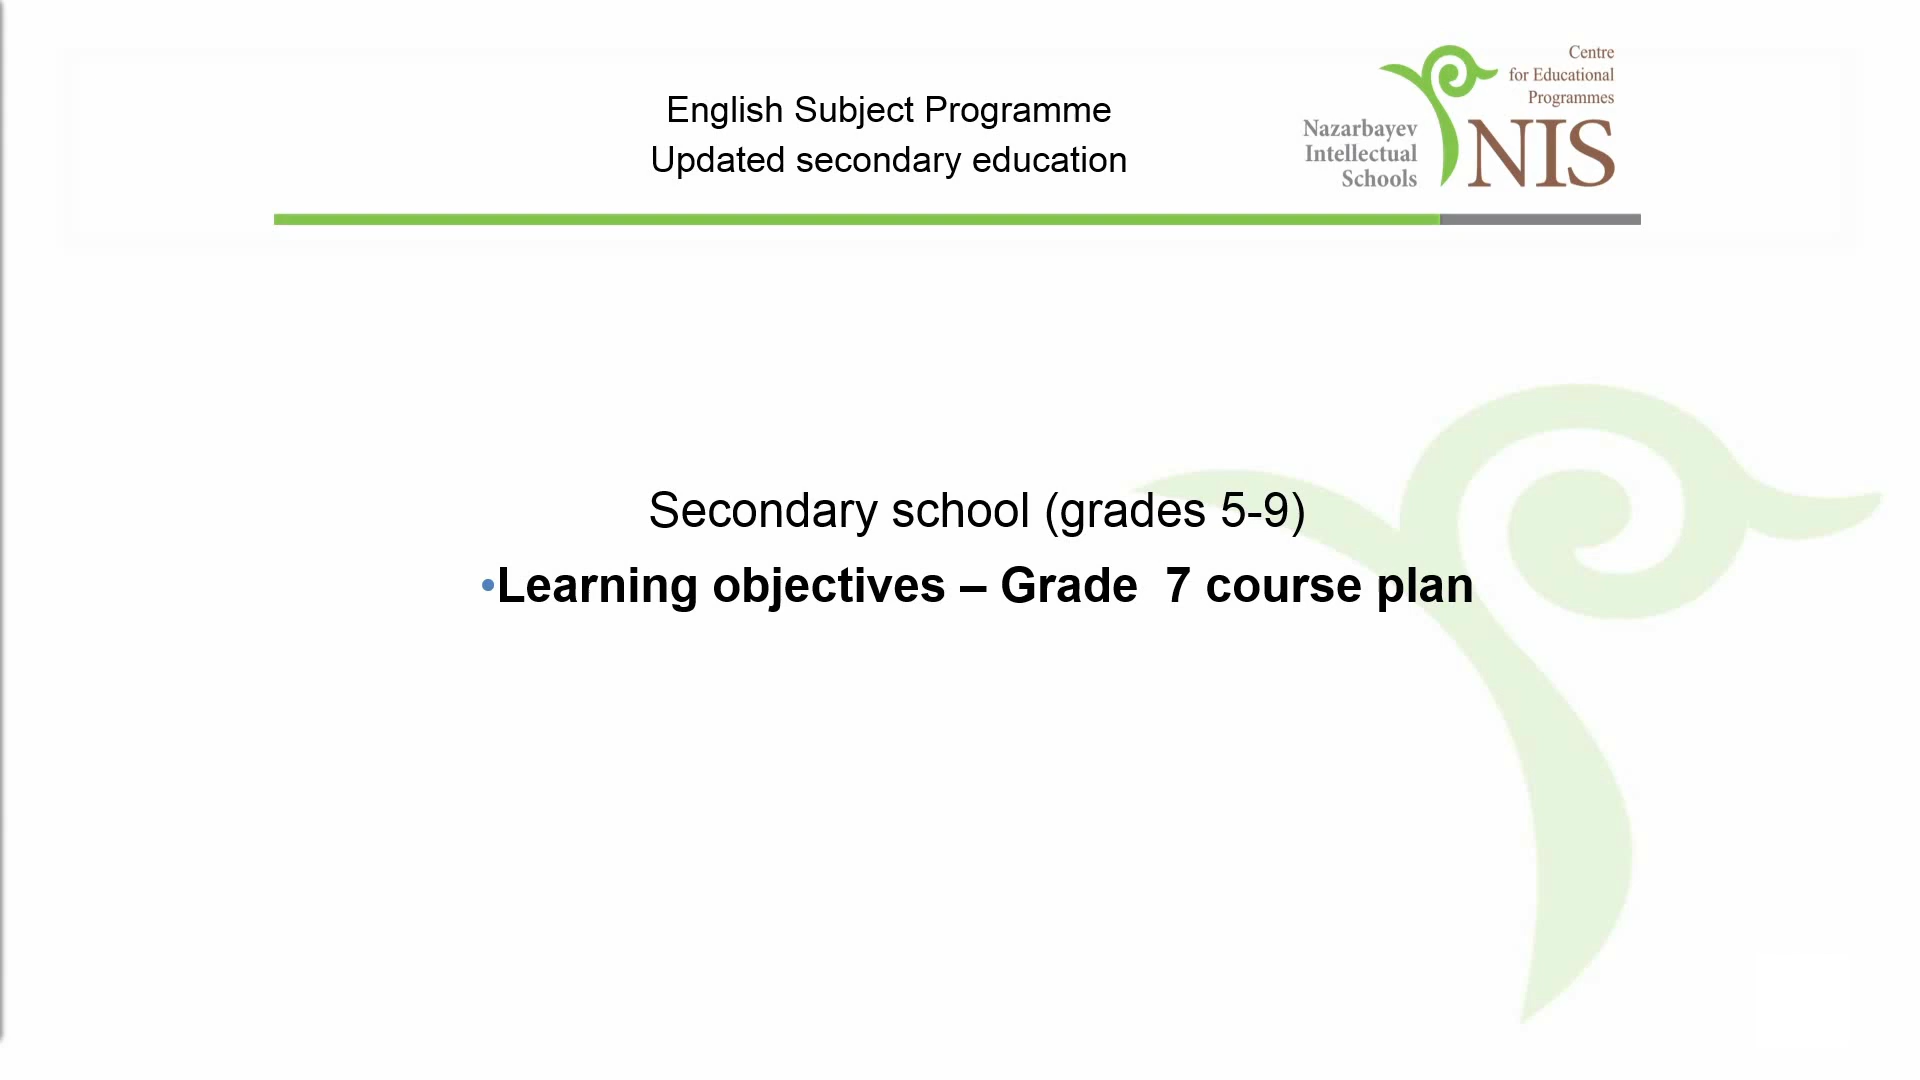 English Subject Programme
Updated secondary education
Centre
for Educational
Programmes
Nazarbayev
Intellectual
Schools
NIS
Secondary school (grades 5-9)
•Learning objectives – Grade  7 course plan